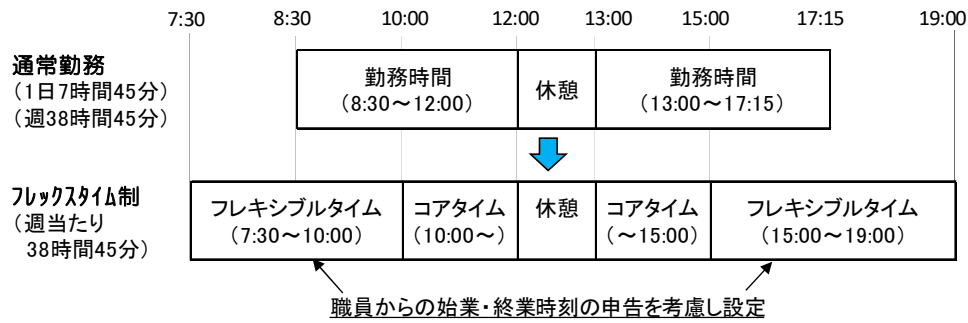 7:30 8:30 10:00 12:00 13:00 15:00 17:15 19:00
通常勤務
（1日7時間45分）
（週38時間45分）
勤務時間
（8:30～12:00）
休憩
勤務時間
（13:00～17:15）
ﾌﾚｯｸｽﾀｲﾑ制
（週当たり
38時間45分）
フレキシブルタイム
（7:30～10:00）
コアタイム
（10:00～）
休憩
コアタイム
（～15:00）
フレキシブルタイム
（15:00～19:00）
職員からの始業・終業時刻の申告を考慮し設定